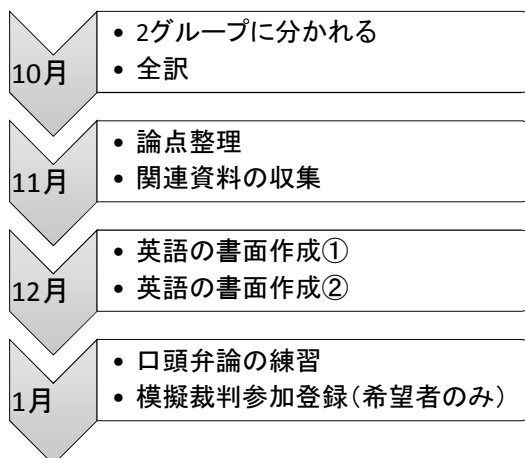 10月
• 2グループに分かれる
• 全訳
11月
• 論点整理
• 関連資料の収集
12月
• 英語の書面作成①
• 英語の書面作成②
1月
• 口頭弁論の練習
• 模擬裁判参加登録（希望者のみ）